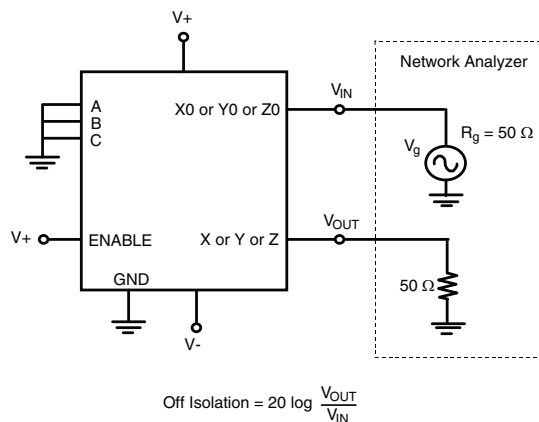 V+
Network Analyzer
A
B
C
X0 or Y0 or Z0
VIN
Vg
Rg = 50 Ω
V+
ENABLE
X or Y or Z
VOUT
50 Ω
GND
V-
Off Isolation = 20 log VOUT
VIN